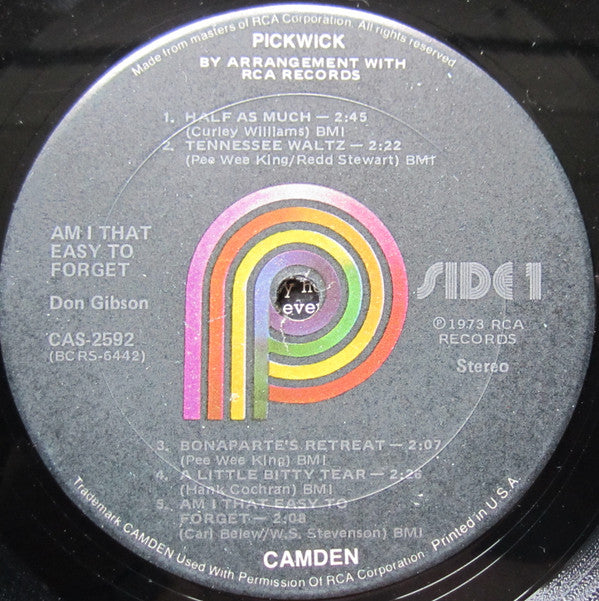 Made from masters of RCA Corporation. All rights reserved.
PICKWICK
BY ARRANGEMENT WITH
RCA RECORDS
1. HALF AS MUCH — 2:45
(Curley Williams) BMI
2. TENNESSEE WALTZ — 2:22
(Pee Wee King/Redd Stewart) BMI
AM I THAT
EASY TO
FORGET
Don Gibson
CAS-2592
(BCRS-6442)
SIDE 1
©1973 RCA
RECORDS
Stereo
3. BONAPARTE'S RETREAT — 2:07
(Pee Wee King) BMI
4. A LITTLE BITTY TEAR — 2:26
(Hank Cochran) BMI
5. AM I THAT EASY TO
FORGET — 2:08
(Carl Belew/W.S. Stevenson) BMI
CAMDEN
Trademark CAMDEN Used With Permission Of RCA Corporation. Printed in U.S.A.